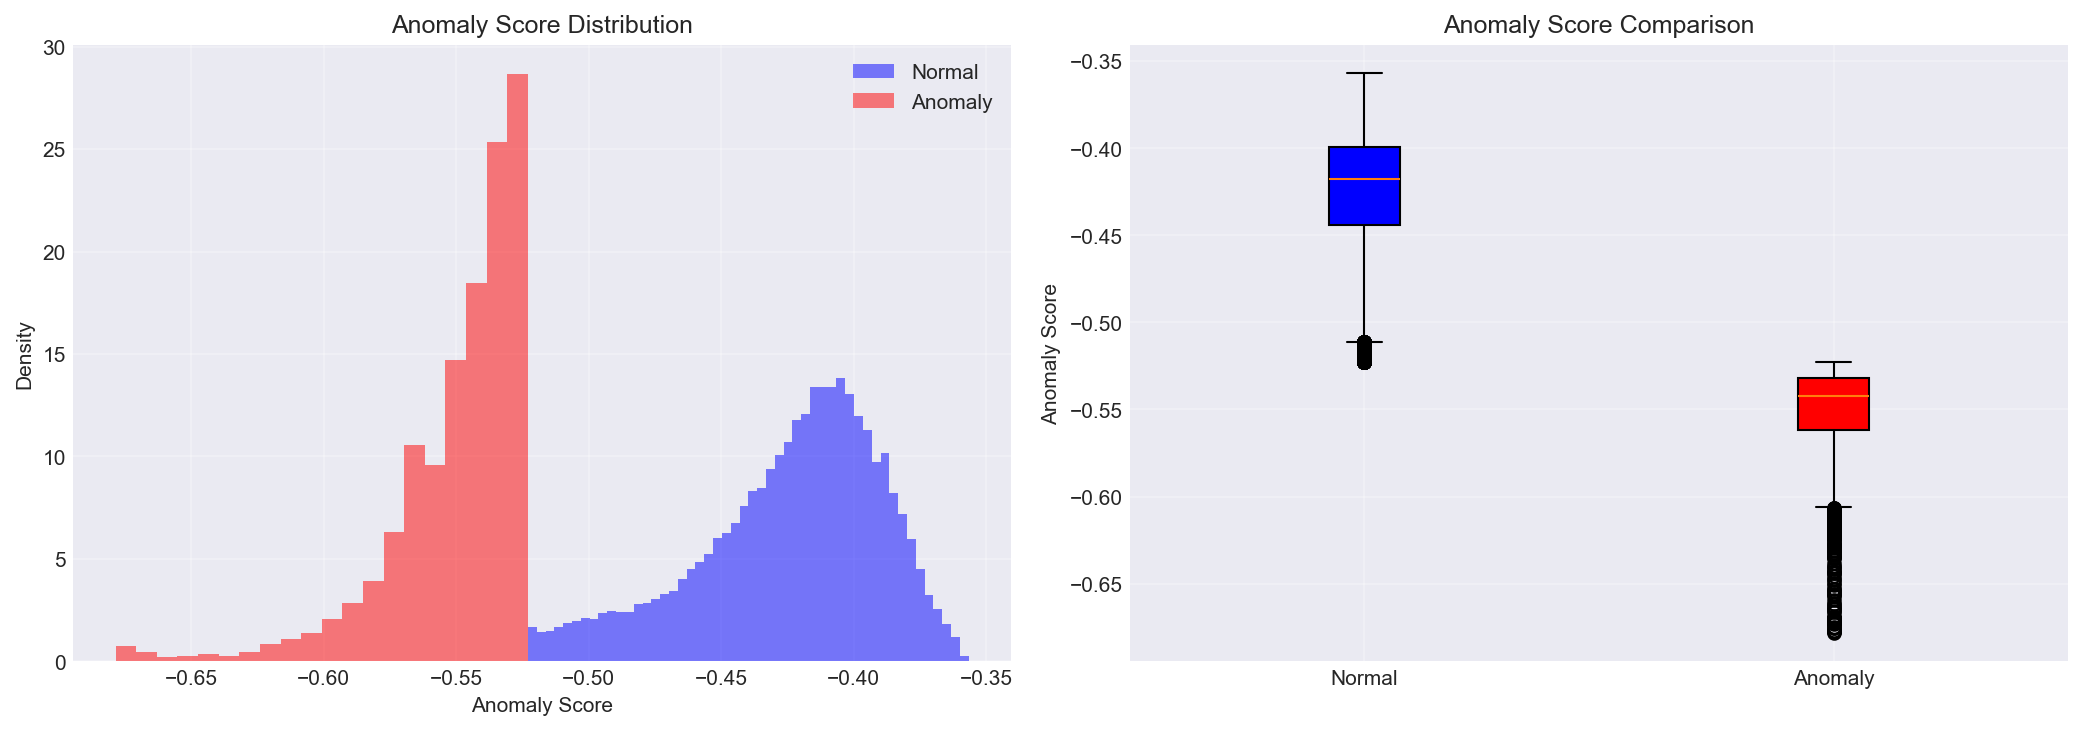 Anomaly Score Distribution
30
25
20
15
10
5
0
Density
Normal
Anomaly
−0.65 −0.60 −0.55 −0.50 −0.45 −0.40 −0.35
Anomaly Score
Anomaly Score Comparison
−0.35
−0.40
−0.45
−0.50
−0.55
−0.60
−0.65
Anomaly Score
Normal Anomaly